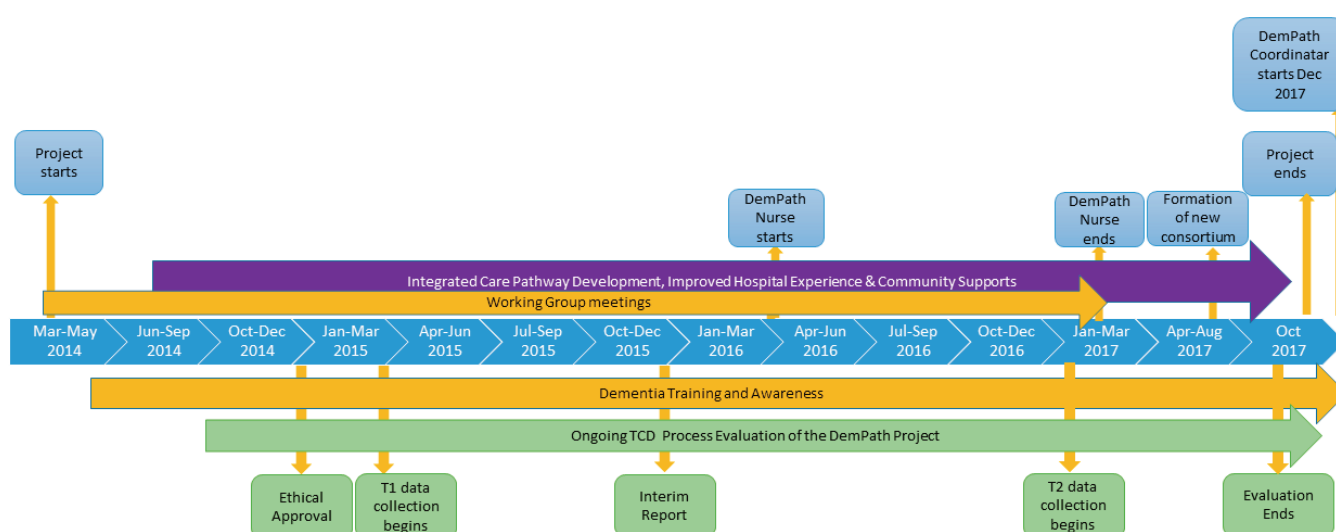 DemPath
Coordinatar
starts Dec
2017
Project
starts
Project
ends
DemPath
Nurse
starts
DemPath
Nurse
ends
Formation
of new
consortium
Integrated Care Pathway Development, Improved Hospital Experience & Community Supports
Working Group meetings
Mar-May
2014
Jun-Sep
2014
Oct-Dec
2014
Jan-Mar
2015
Apr-Jun
2015
Jul-Sep
2015
Oct-Dec
2015
Jan-Mar
2016
Apr-Jun
2016
Jul-Sep
2016
Oct-Dec
2016
Jan-Mar
2017
Apr-Aug
2017
Oct
2017
Dementia Training and Awareness
Ongoing TCD Process Evaluation of the DemPath Project
Ethical
Approval
T1 data
collection
begins
Interim
Report
T2 data
collection
begins
Evaluation
Ends